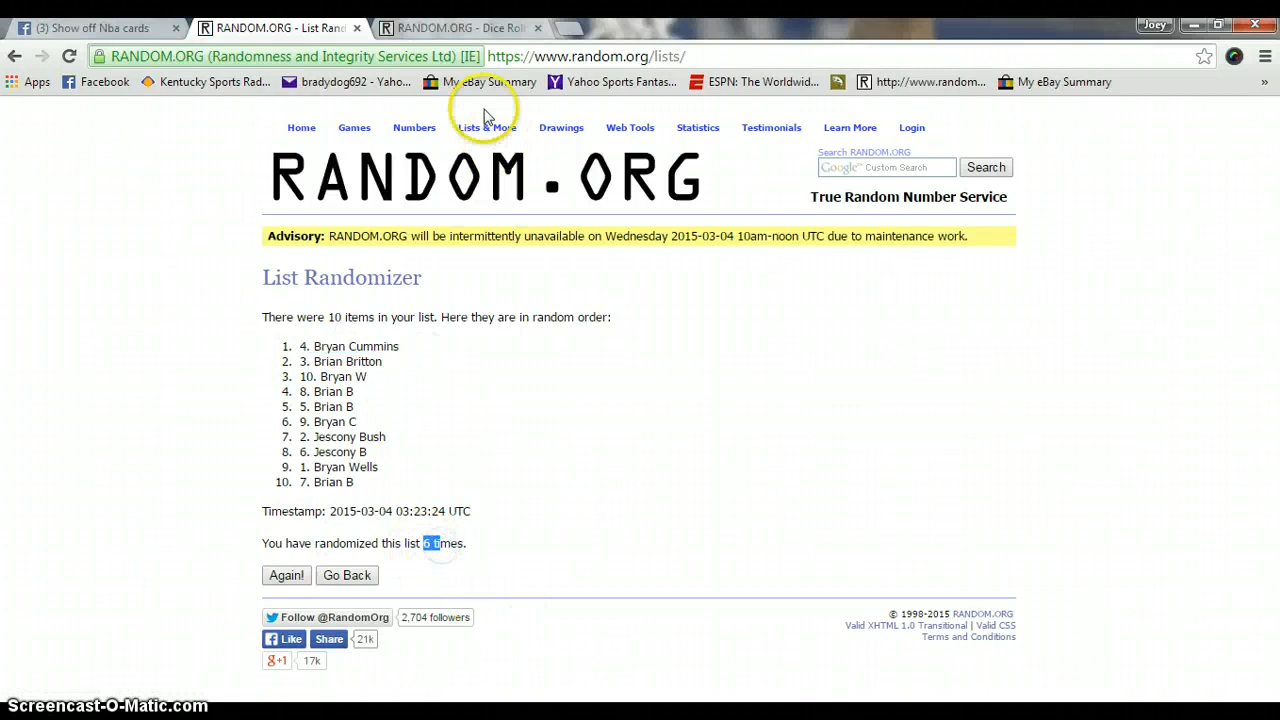 (3) Show off Nba cards
RANDOM.ORG - List Rand
RANDOM.ORG - Dice Roll
Joey
RANDOM.ORG (Randomness and Integrity Services Ltd) [IE]
https://www.random.org/lists/
Apps
Facebook
Kentucky Sports Rad...
bradydog692 - Yahoo...
My eBay Summary
Yahoo Sports Fantas...
ESPN: The Worldwid...
http://www.random...
My eBay Summary
»
Home Games Numbers Lists & More Drawings Web Tools Statistics Testimonials Learn More Login
RANDOM.ORG
Search RANDOM.ORG
Google™ Custom Search
Search
True Random Number Service
Advisory: RANDOM.ORG will be intermittently unavailable on Wednesday 2015-03-04 10am-noon UTC due to maintenance work.
List Randomizer
There were 10 items in your list. Here they are in random order:
1. 4. Bryan Cummins
2. 3. Brian Britton
3. 10. Bryan W
4. 8. Brian B
5. 5. Brian B
6. 9. Bryan C
7. 2. Jescony Bush
8. 6. Jescony B
9. 1. Bryan Wells
10. 7. Brian B
Timestamp: 2015-03-04 03:23:24 UTC
You have randomized this list 6 times.
Again! Go Back
Follow @RandomOrg 2,704 followers
Like Share 21k
g+1 17k
© 1998-2015 RANDOM.ORG
Valid XHTML 1.0 Transitional | Valid CSS
Terms and Conditions
Screencast-O-Matic.com